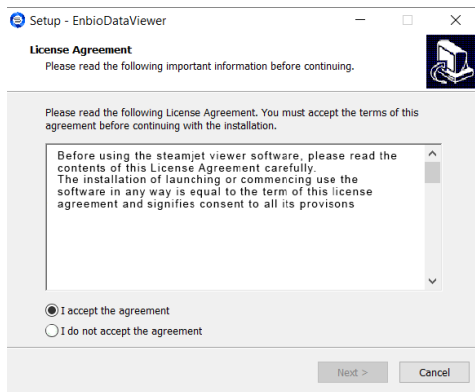 Setup - EnbioDataViewer
License Agreement
Please read the following important information before continuing.
Please read the following License Agreement. You must accept the terms of this
agreement before continuing with the installation.
Before using the steamjet viewer software, please read the
contents of this License Agreement carefully.
The installation of launching or commencing use the
software in any way is equal to the term of this license
agreement and signifies consent to all its provisons
I accept the agreement
I do not accept the agreement
Next >
Cancel